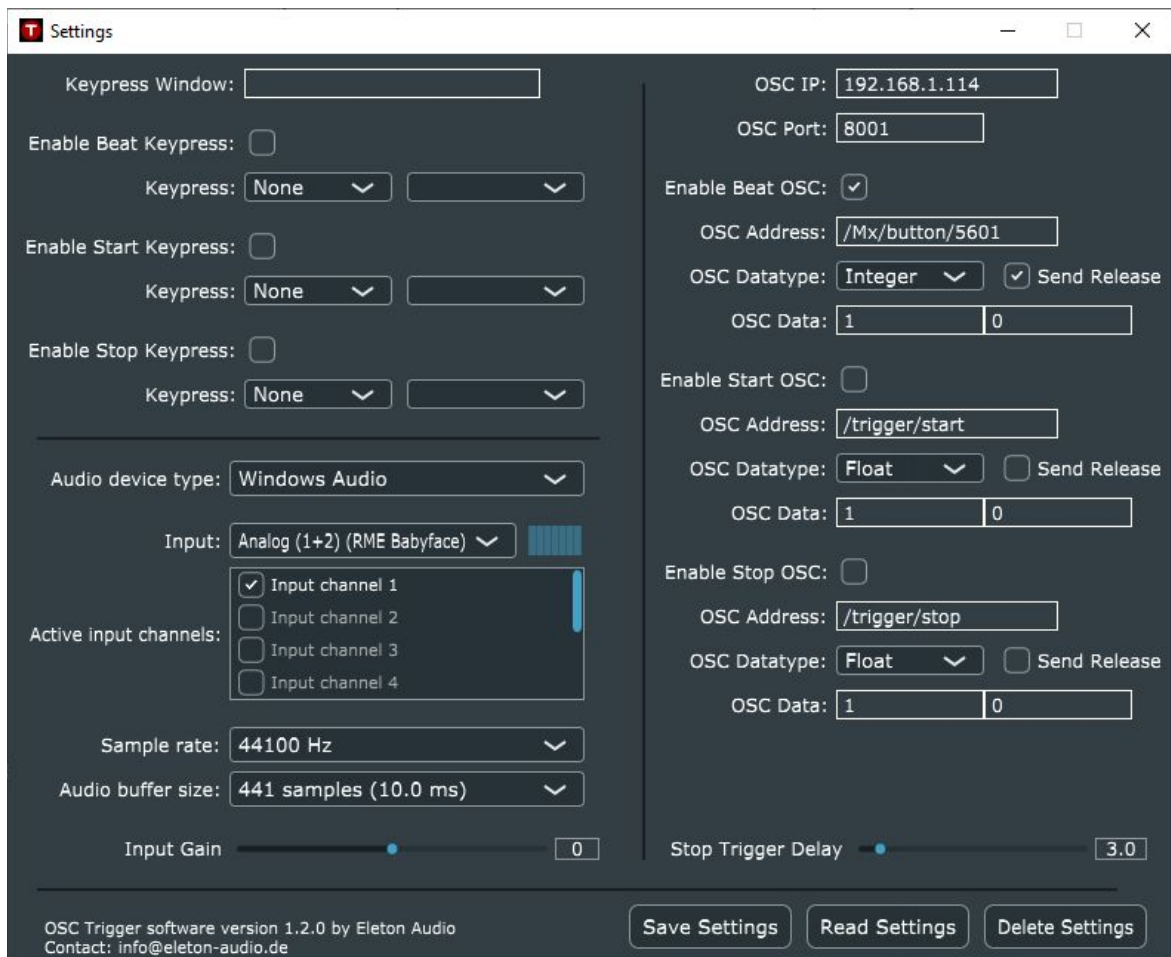 T Settings
Keypress Window:
Enable Beat Keypress:
Keypress: None
Enable Start Keypress:
Keypress: None
Enable Stop Keypress:
Keypress: None
Audio device type: Windows Audio
Input: Analog (1+2) (RME Babyface)
Active input channels:
Input channel 1
Input channel 2
Input channel 3
Input channel 4
Sample rate: 44100 Hz
Audio buffer size: 441 samples (10.0 ms)
Input Gain 0
OSC IP: 192.168.1.114
OSC Port: 8001
Enable Beat OSC:
OSC Address: /Mx/button/5601
OSC Datatype: Integer Send Release
OSC Data: 1 0
Enable Start OSC:
OSC Address: /trigger/start
OSC Datatype: Float Send Release
OSC Data: 1 0
Enable Stop OSC:
OSC Address: /trigger/stop
OSC Datatype: Float Send Release
OSC Data: 1 0
Stop Trigger Delay 3.0
OSC Trigger software version 1.2.0 by Eleton Audio
Contact: info@eleton-audio.de
Save Settings Read Settings Delete Settings